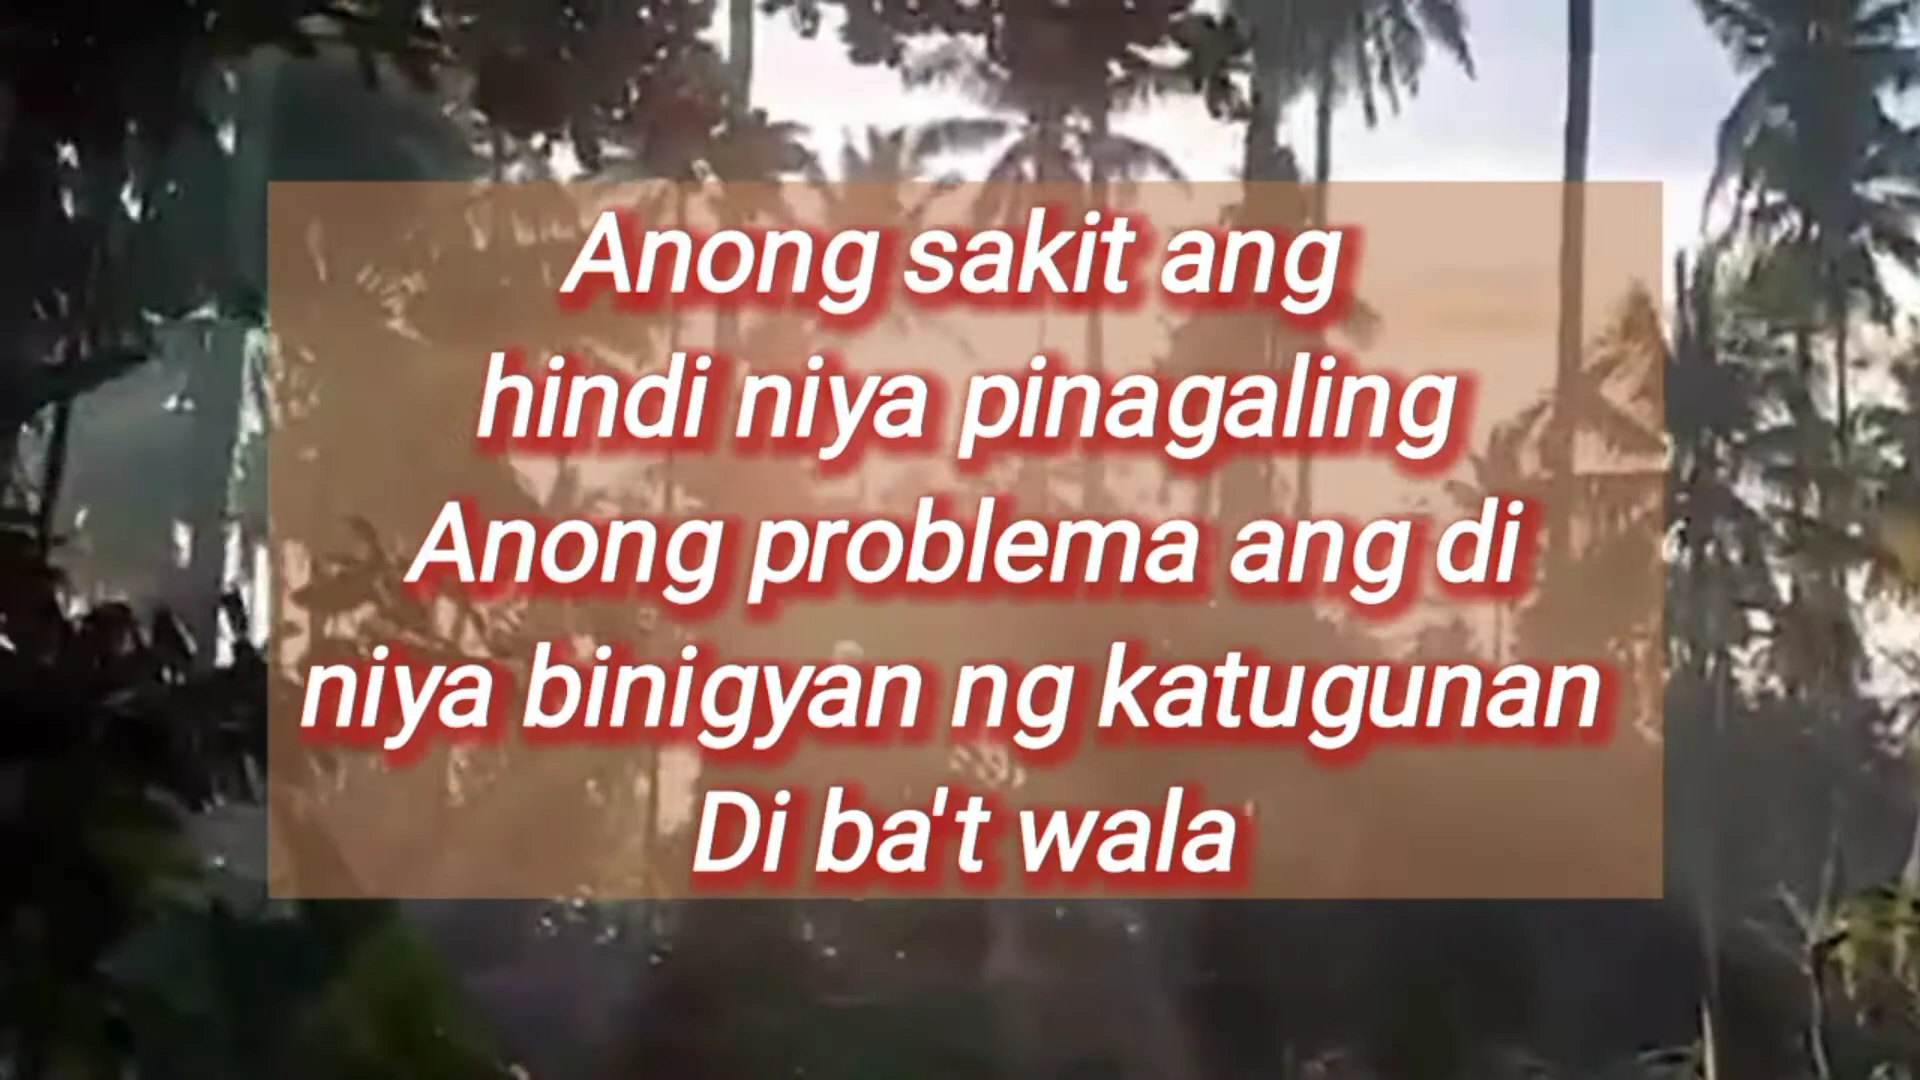 Anong sakit ang
hindi niya pinagaling
Anong problema ang di
niya binigyan ng katugunan
Di ba't wala